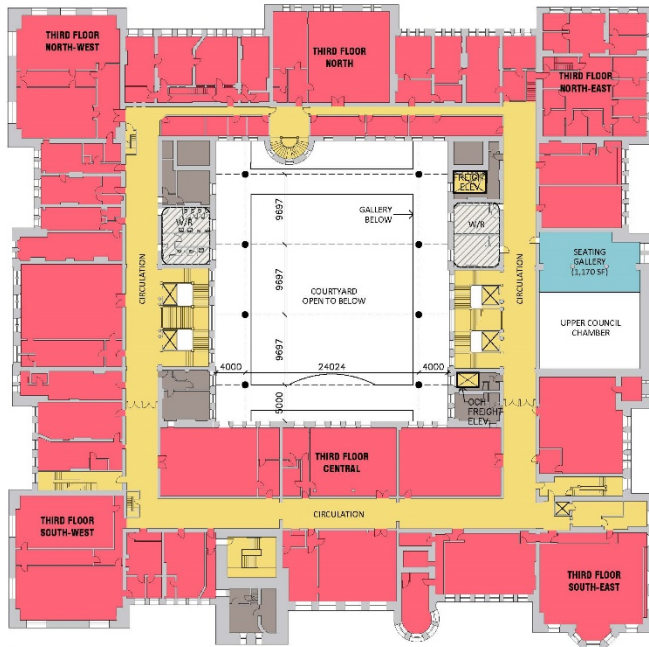 THIRD FLOOR
NORTH-WEST
THIRD FLOOR
NORTH
THIRD FLOOR
NORTH-EAST
FREIGHT
ELEV.
9697
GALLERY
BELOW
W/R
W/R
SEATING
GALLERY
(1,170 SF)
CIRCULATION
9697
COURTYARD
OPEN TO BELOW
CIRCULATION
UPPER COUNCIL
CHAMBER
9697
4000
24024
4000
5000
OCH
FREIGHT
ELEV.
THIRD FLOOR
CENTRAL
CIRCULATION
THIRD FLOOR
SOUTH-WEST
THIRD FLOOR
SOUTH-EAST